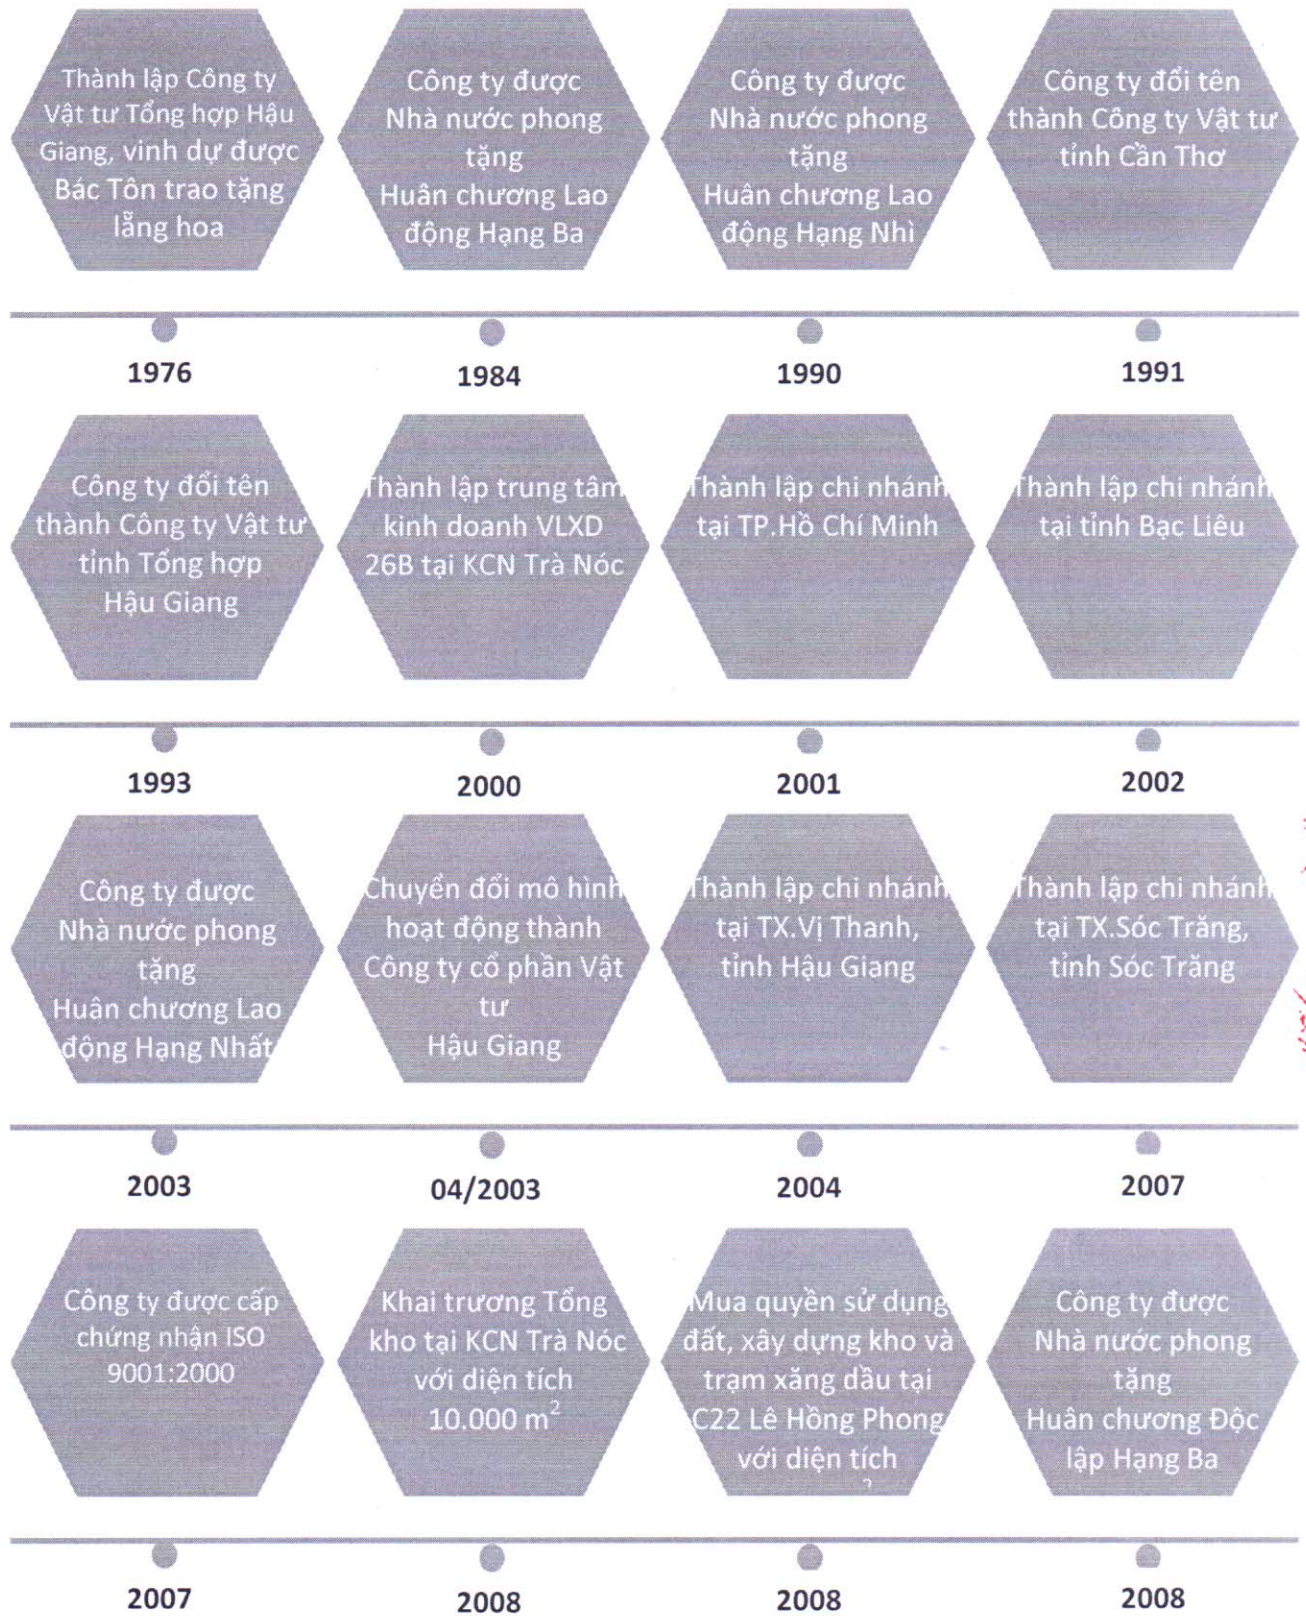 Thành lập Công ty
Vật tư Tổng hợp Hậu
Giang, vinh dự được
Bác Tôn trao tặng
lẵng hoa
Công ty được
Nhà nước phong
tặng
Huân chương Lao
động Hạng Ba
Công ty được
Nhà nước phong
tặng
Huân chương Lao
động Hạng Nhì
Công ty đổi tên
thành Công ty Vật tư
tỉnh Cần Thơ
1976
1984
1990
1991
Công ty đổi tên
thành Công ty Vật tư
tỉnh Tổng hợp
Hậu Giang
Thành lập trung tâm
kinh doanh VLXD
26B tại KCN Trà Nóc
Thành lập chi nhánh
tại TP.Hồ Chí Minh
Thành lập chi nhánh
tại tỉnh Bạc Liêu
1993
2000
2001
2002
Công ty được
Nhà nước phong
tặng
Huân chương Lao
động Hạng Nhất
Chuyển đổi mô hình
hoạt động thành
Công ty cổ phần Vật
tư
Hậu Giang
Thành lập chi nhánh
tại TX.Vị Thanh,
tỉnh Hậu Giang
Thành lập chi nhánh
tại TX.Sóc Trăng,
tỉnh Sóc Trăng
2003
04/2003
2004
2007
Công ty được cấp
chứng nhận ISO
9001:2000
Khai trương Tổng
kho tại KCN Trà Nóc
với diện tích
10.000 m²
Mua quyền sử dụng
đất, xây dựng kho và
trạm xăng dầu tại
C22 Lê Hồng Phong
với diện tích
Công ty được
Nhà nước phong
tặng
Huân chương Độc
lập Hạng Ba
2007
2008
2008
2008